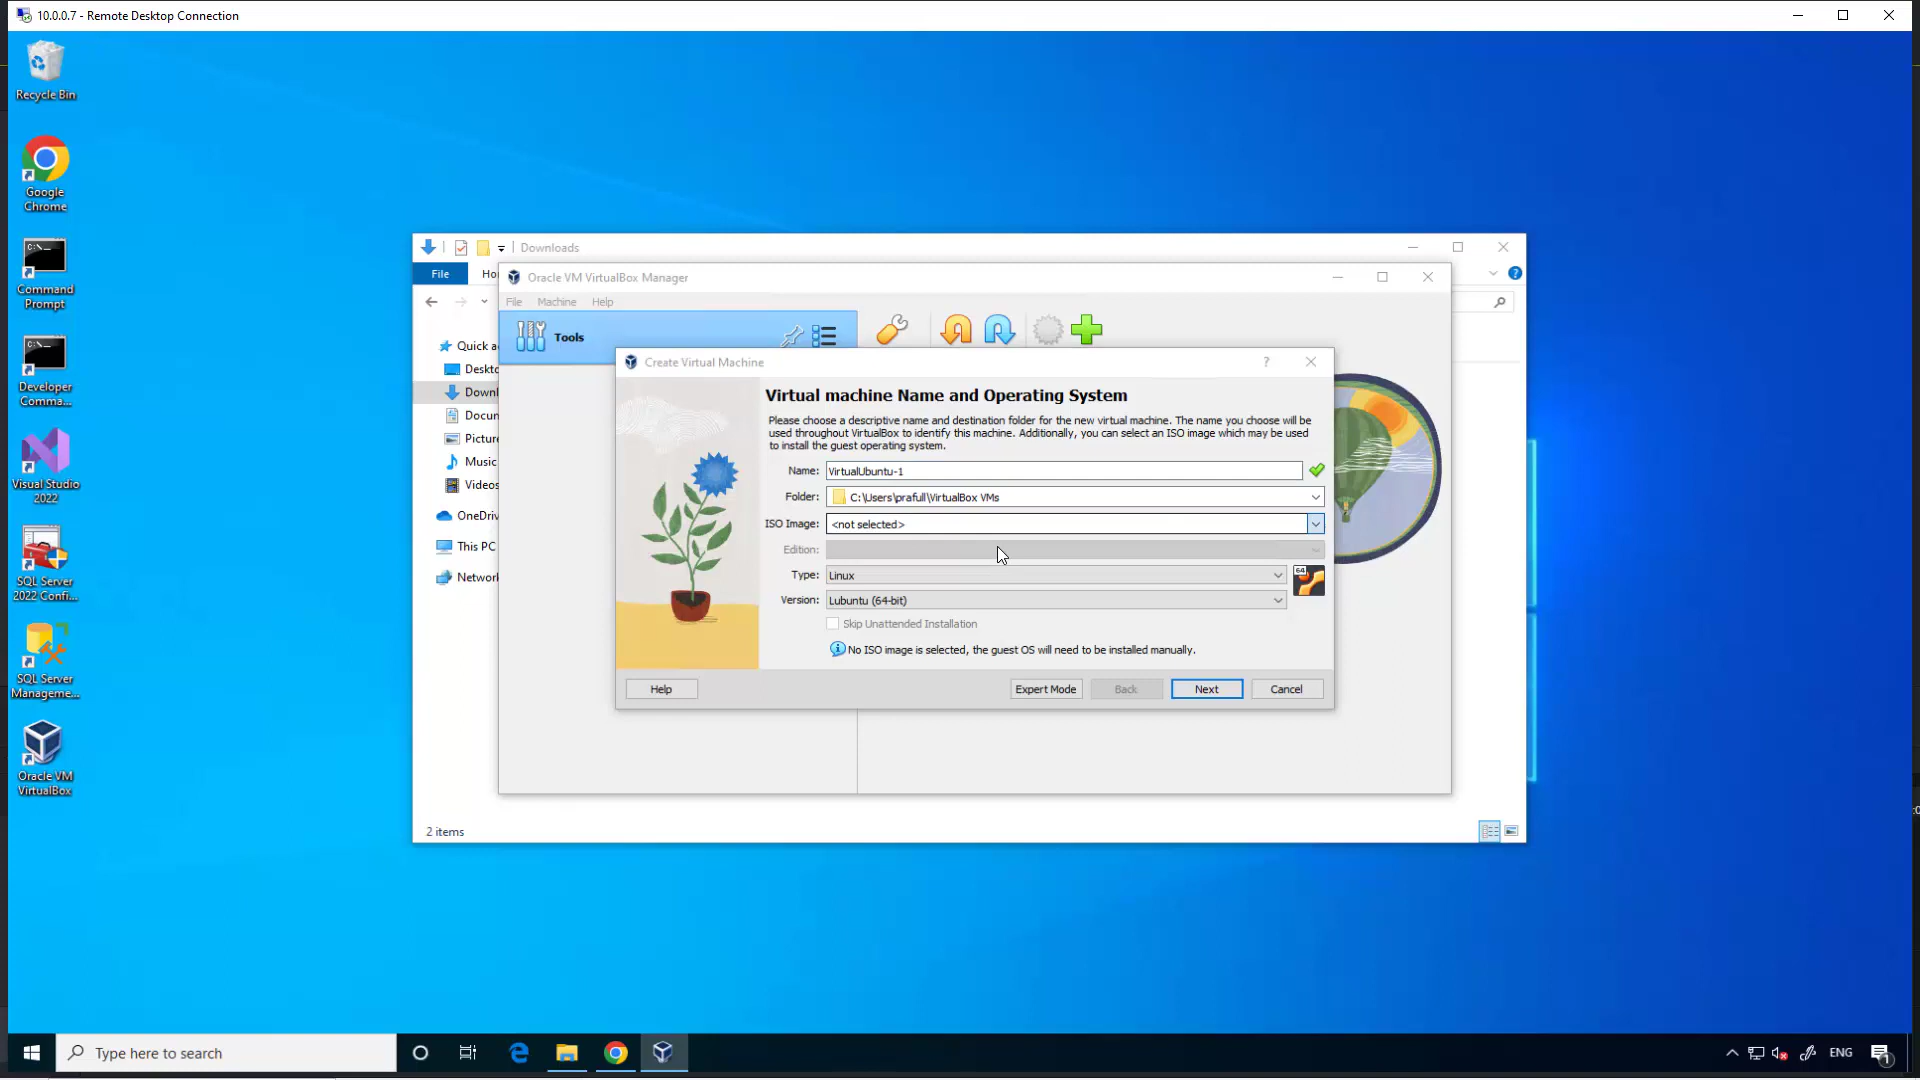 10.0.0.7 - Remote Desktop Connection
Recycle Bin
Google
Chrome
Command
Prompt
Developer
Comma...
Visual Studio
2022
SQL Server
2022 Confi...
SQL Server
Manageme...
Oracle VM
VirtualBox
Downloads
File
Oracle VM VirtualBox Manager
File Machine Help
Tools
Quick a
Deskto
Downl
Docun
Picture
Music
Videos
OneDriv
This PC
Network
2 items
Create Virtual Machine
Virtual machine Name and Operating System
Please choose a descriptive name and destination folder for the new virtual machine. The name you choose will be
used throughout VirtualBox to identify this machine. Additionally, you can select an ISO image which may be used
to install the guest operating system.
Name: VirtualUbuntu-1
Folder: C:\Users\prafull\VirtualBox VMs
ISO Image: <not selected>
Edition:
Type: Linux
64
Version: Lubuntu (64-bit)
Skip Unattended Installation
No ISO image is selected, the guest OS will need to be installed manually.
Help Expert Mode Back Next Cancel
Type here to search
ENG
1